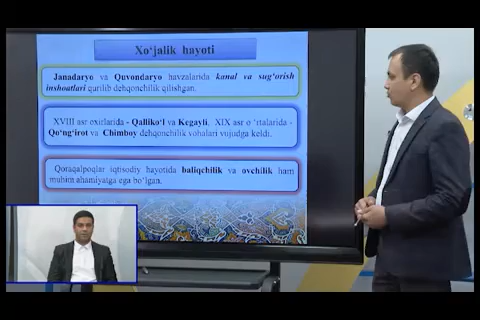 Xo‘jalik hayoti
Janadaryo va Quvondaryo havzalarida kanal va sug‘orish
inshoatlari qurilib dehqonchilik qilishgan.
XVIII asr oxirlarida - Qalliko‘l va Kegayli. XIX asr o ‘rtalarida -
Qo‘ng‘irot va Chimboy dehqonchilik vohalari vujudga keldi.
Qoraqalpoqlar iqtisodiy hayotida baliqchilik va ovchilik ham
muhim ahamiyatga ega bo‘lgan.